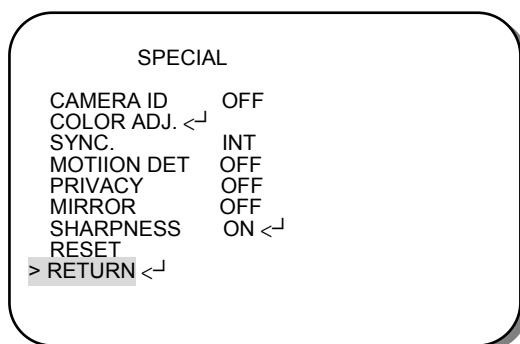 SPECIAL
CAMERA ID OFF
COLOR ADJ. <┘
SYNC. INT
MOTIION DET OFF
PRIVACY OFF
MIRROR OFF
SHARPNESS ON <┘
RESET
> RETURN <┘